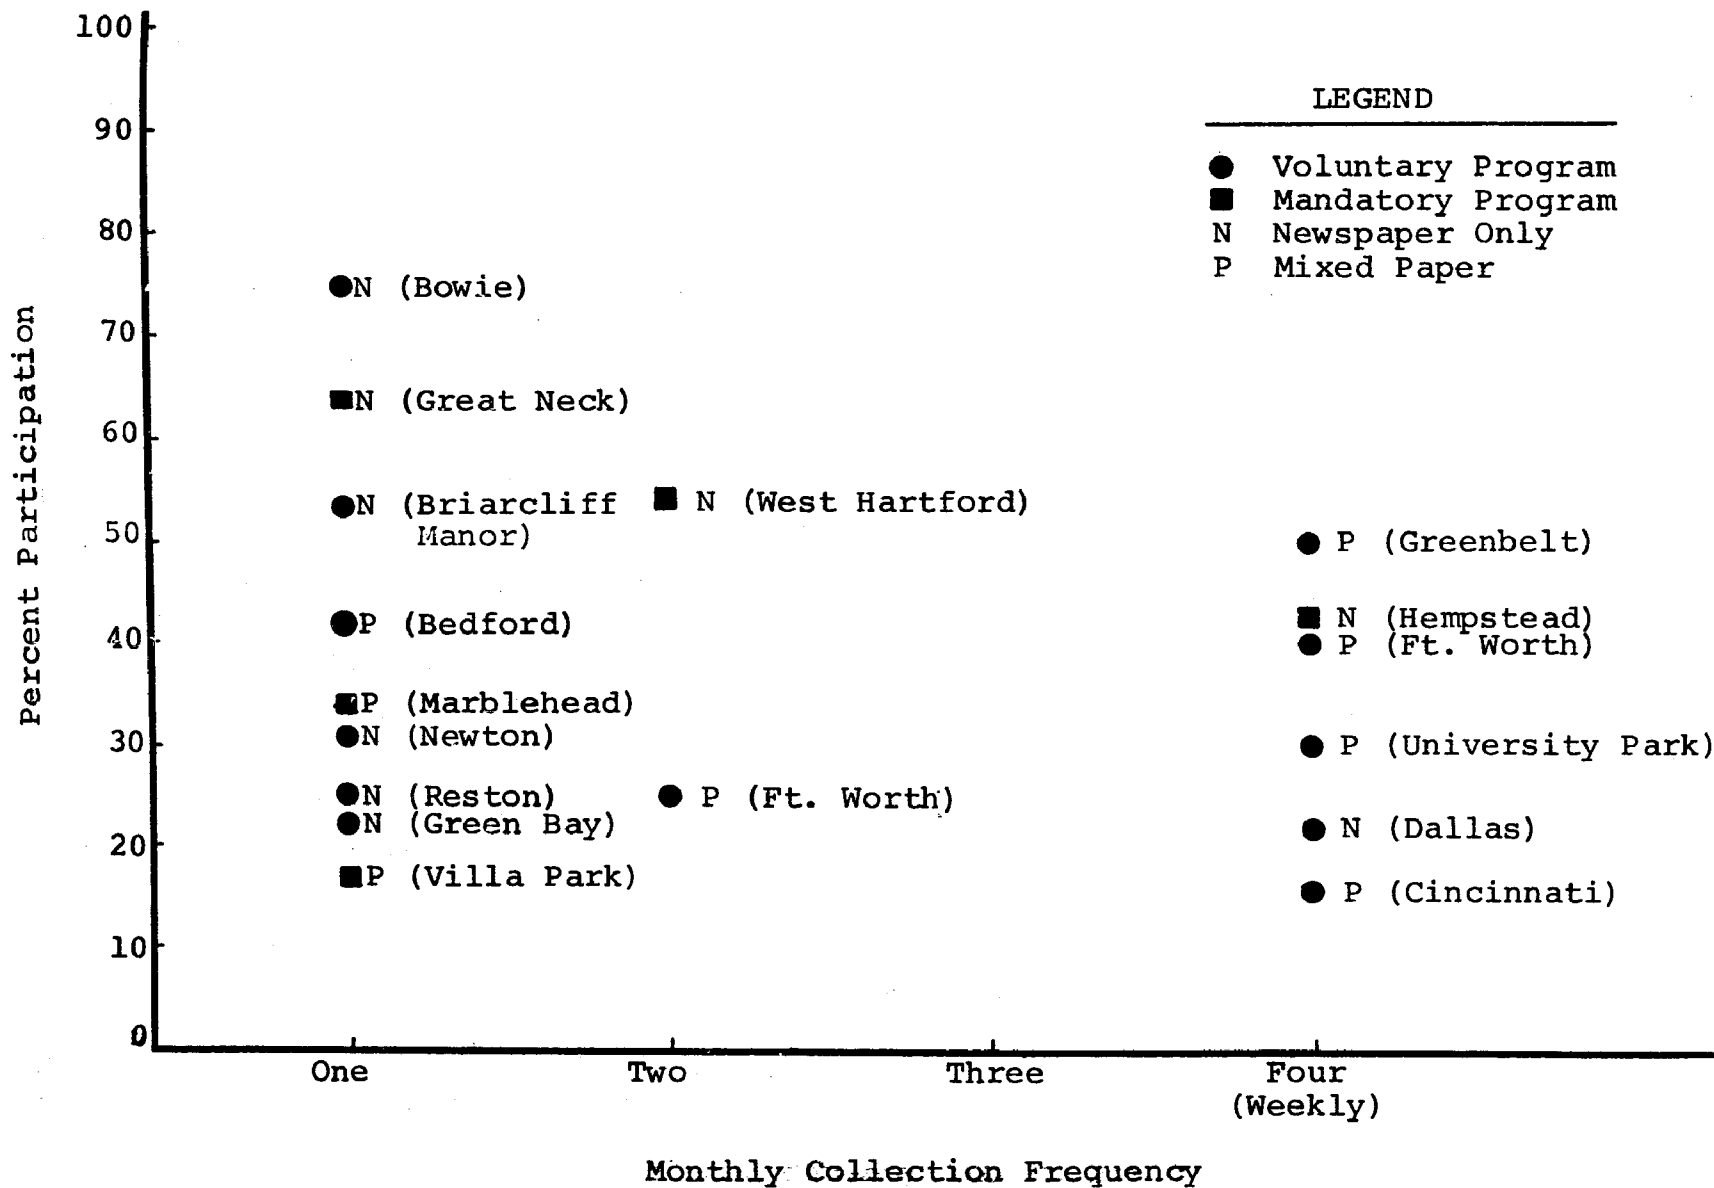 100
90
80
70
60
50
40
30
20
10
0
Percent Participation
LEGEND
● Voluntary Program
■ Mandatory Program
N Newspaper Only
P Mixed Paper
N (Bowie)
N (Great Neck)
N (Briarcliff
Manor)
N (West Hartford)
P (Greenbelt)
P (Bedford)
N (Hempstead)
P (Ft. Worth)
P (Marblehead)
N (Newton)
P (University Park)
N (Reston)
P (Ft. Worth)
N (Green Bay)
N (Dallas)
P (Villa Park)
P (Cincinnati)
One Two Three Four
(Weekly)
Monthly Collection Frequency